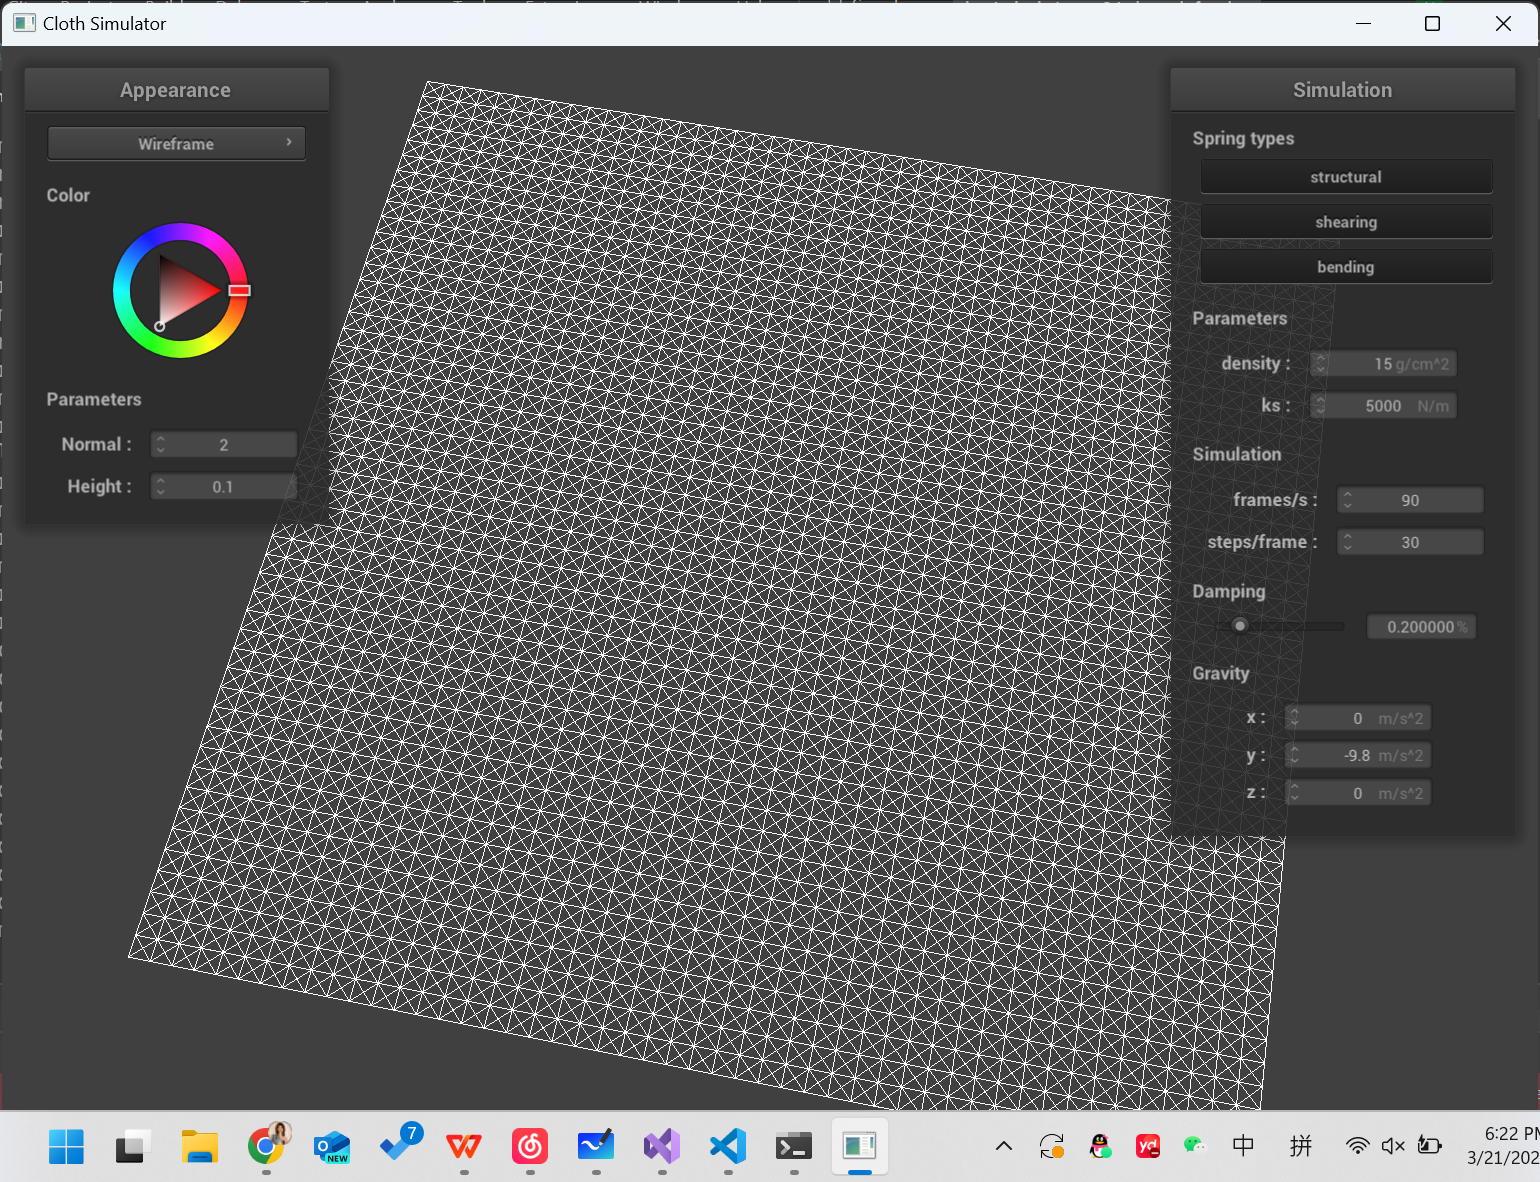 Cloth Simulator
Appearance
Wireframe
Color
Parameters
Normal : 2
Height : 0.1
Simulation
Spring types
structural
shearing
bending
Parameters
density : 15 g/cm^2
ks : 5000 N/m
Simulation
frames/s : 90
steps/frame : 30
Damping
0.200000 %
Gravity
x : 0 m/s^2
y : -9.8 m/s^2
z : 0 m/s^2
NEW
7
yd
中
拼
6:22 PM
3/21/202